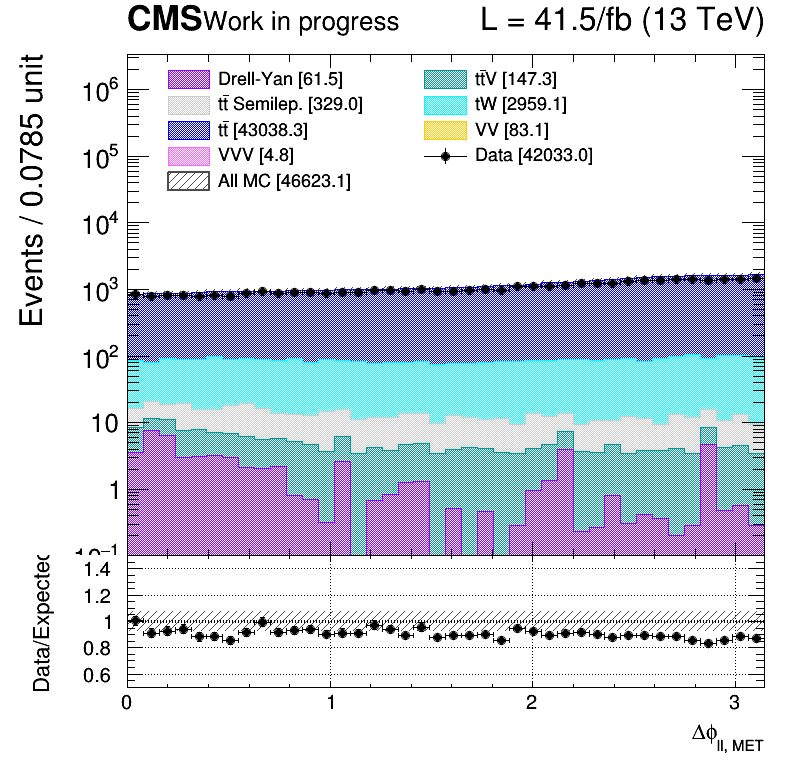 CMS Work in progress L = 41.5/fb (13 TeV)
Events / 0.0785 unit
Drell-Yan [61.5]
tt̄ Semilep. [329.0]
tt̄ [43038.3]
VVV [4.8]
All MC [46623.1]
tt̄V [147.3]
tW [2959.1]
VV [83.1]
Data [42033.0]
10⁶
10⁵
10⁴
10³
10²
10
1
10⁻¹
Data/Expected
1.4
1.2
1
0.8
0.6
0 1 2 3
Δϕ_ll, MET